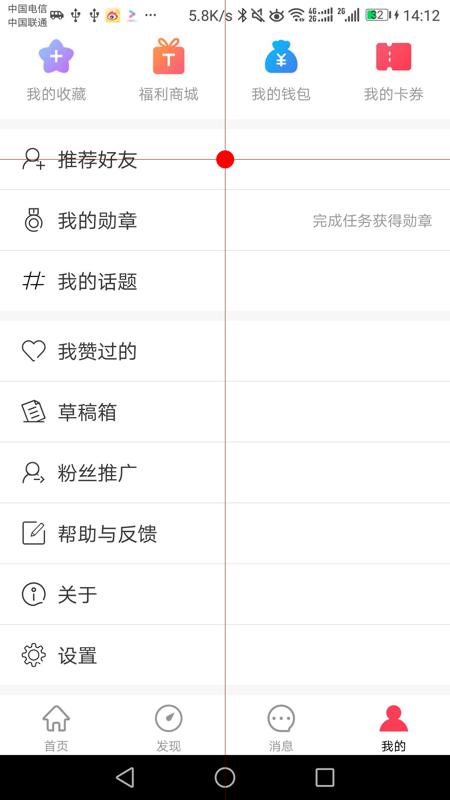 中国电信
中国联通
5.8K/s 4G 2G 2G 32 14:12
我的收藏 福利商城 我的钱包 我的卡券
推荐好友
我的勋章 完成任务获得勋章
我的话题
我赞过的
草稿箱
粉丝推广
帮助与反馈
关于
设置
首页 发现 消息 我的